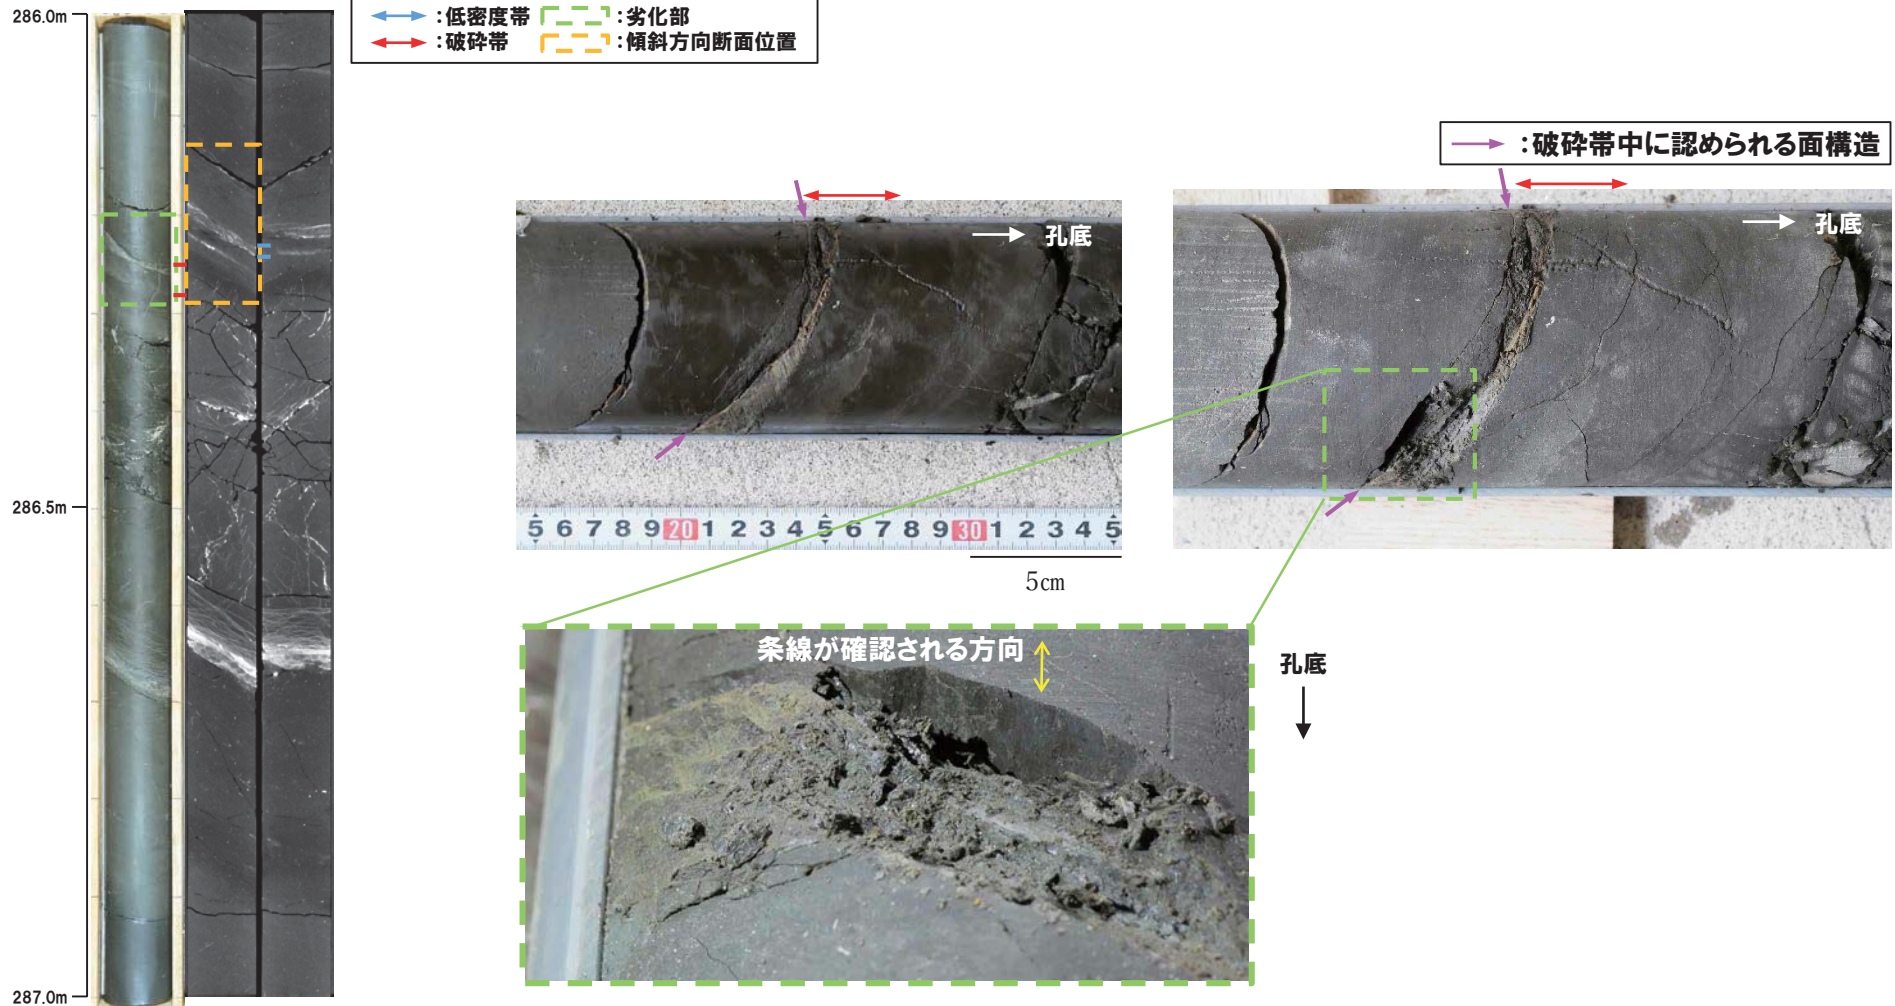 286.0m
286.5m
287.0m
:低密度帯 :劣化部
:破砕帯 :傾斜方向断面位置
:破砕帯中に認められる面構造
孔底
孔底
5 6 7 8 9 20 1 2 3 4 5 6 7 8 9 30 1 2 3 4 5
5cm
条線が確認される方向
孔底